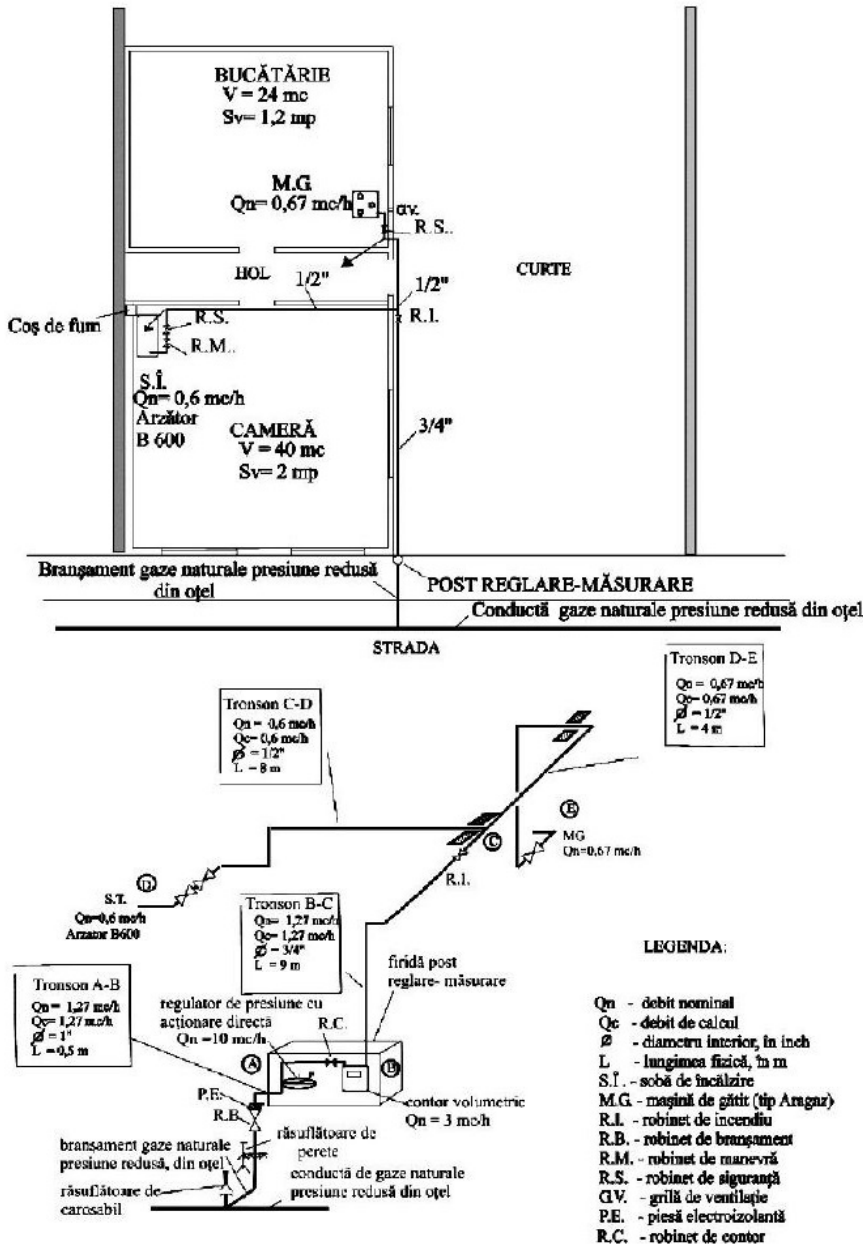 BUCĂTĂRIE
V = 24 mc
Sv= 1,2 mp
M.G.
Qn= 0,67 mc/h
GV.
R.S..
HOL
1/2"
1/2"
CURTE
Coş de fum
R.S.
R.M..
R.I.
S.Î.
Qn= 0,6 mc/h
Arzător
B 600
CAMERĂ
V = 40 mc
Sv= 2 mp
3/4"
Branşament gaze naturale presiune redusă
din oţel
POST REGLARE-MĂSURARE
Conductă gaze naturale presiune redusă din oţel
STRADA
Tronson D-E
Qn = 0,67 mc/h
Qc= 0,67 mc/h
Ø = 1/2"
L = 4 m
Tronson C-D
Qn = 0,6 mc/h
Qc= 0,6 mc/h
Ø = 1/2"
L = 8 m
E
MG
Qn=0,67 mc/h
C
R.I.
D
S.T.
Qn=0,6 mc/h
Arzator B600
Tronson B-C
Qn= 1,27 mc/h
Qc= 1,27 mc/h
Ø = 3/4"
L = 9 m
firidă post
reglare- măsurare
Tronson A-B
Qn = 1,27 mc/h
Qc= 1,27 mc/h
Ø = 1"
L = 0,5 m
regulator de presiune cu
acţionare directă
Qn =10 mc/h
R.C.
A
B
P.E.
R.B.
contor volumetric
Qn = 3 mc/h
branşament gaze naturale
presiune redusă, din oţel
răsuflătoare de
perete
răsuflătoare de
carosabil
conductă de gaze naturale
presiune redusă din oţel
LEGENDA:
Qn - debit nominal
Qc - debit de calcul
Ø - diametru interior, în inch
L - lungimea fizică, în m
S.Î. - sobă de încălzire
M.G. - maşină de gătit (tip Aragaz)
R.I. - robinet de incendiu
R.B. - robinet de branşament
R.M. - robinet de manevră
R.S. - robinet de siguranţă
G.V. - grilă de ventilaţie
P.E. - piesă electroizolantă
R.C. - robinet de contor